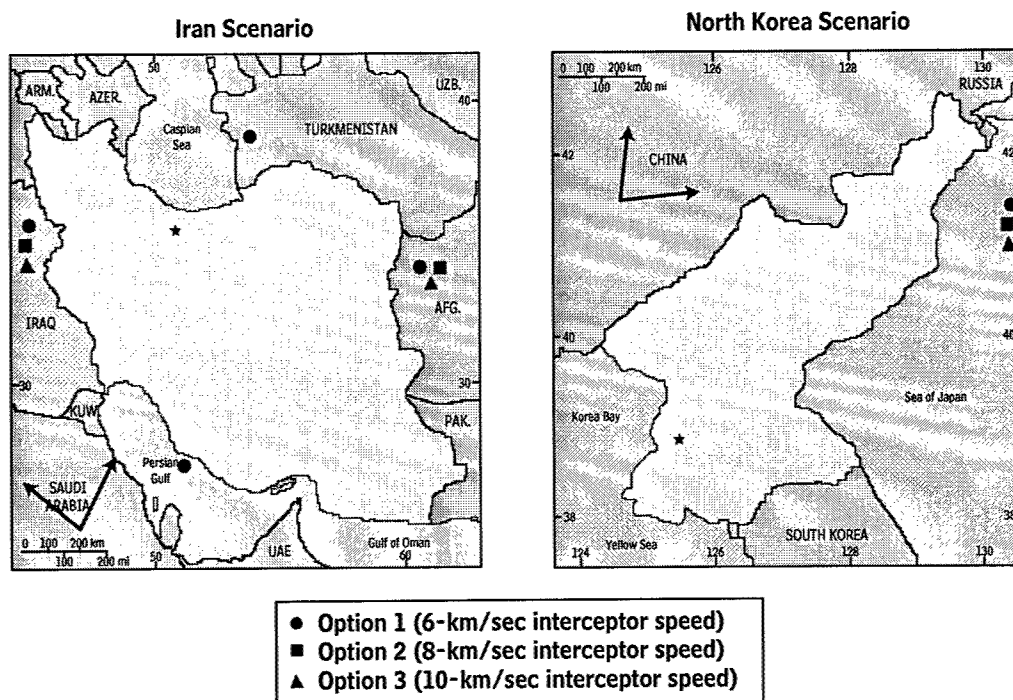 Iran Scenario
50
ARM.
AZER.
UZB.
40
Caspian
Sea
TURKMENISTAN
IRAQ
AFG.
30
30
KUW.
PAK.
Persian
Gulf
SAUDI
ARABIA
0 100 200 km
100 200 mi
50
UAE
Gulf of Oman
60
North Korea Scenario
0 100 200 km
100 200 mi
126
128
130
RUSSIA
42
42
CHINA
40
40
Korea Bay
Sea of Japan
38
38
SOUTH KOREA
124
Yellow Sea
126
128
130
Option 1 (6-km/sec interceptor speed)
Option 2 (8-km/sec interceptor speed)
Option 3 (10-km/sec interceptor speed)